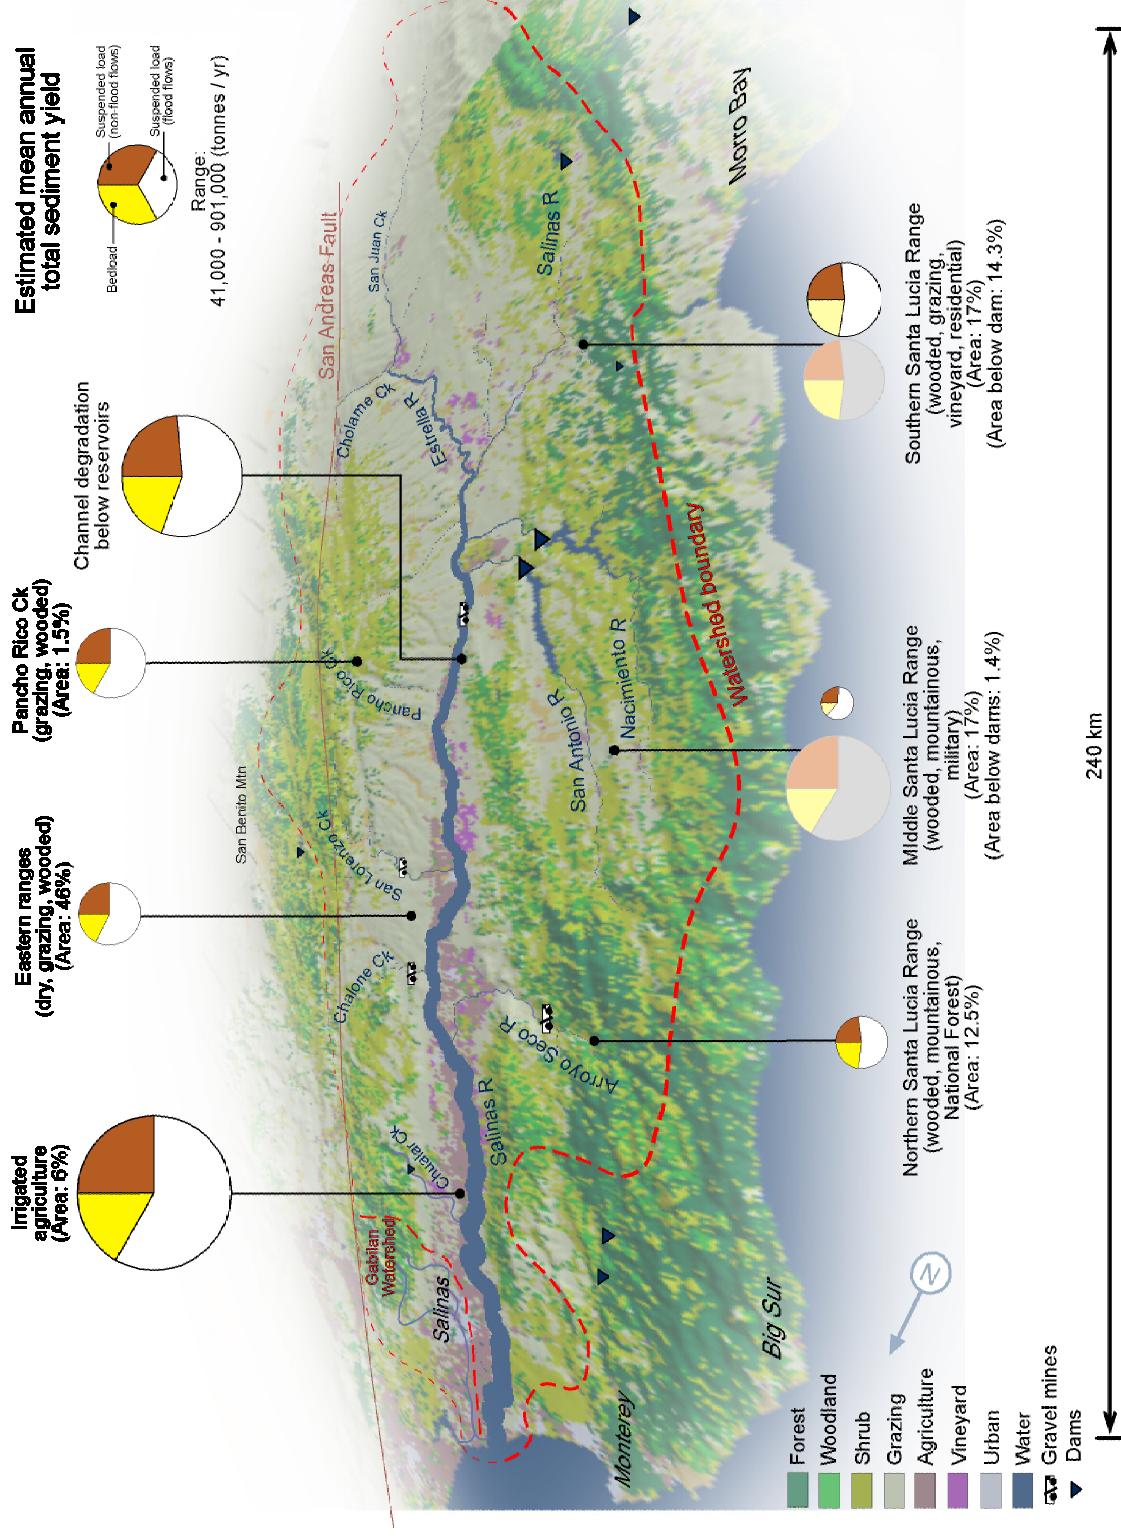 Estimated mean annual
total sediment yield
Bedload
Suspended load
(non-flood flows)
Suspended load
(flood flows)
Range:
41,000 - 901,000 (tonnes / yr)
Irrigated
agriculture
(Area: 6%)
Eastern ranges
(dry, grazing, wooded)
(Area: 46%)
Pancho Rico Ck
(grazing, wooded)
(Area: 1.5%)
Channel degradation
below reservoirs
San Andreas Fault
San Benito Mtn
San Juan Ck
Cholame Ck
Estrella R
Pancho Rico Ck
San Lorenzo Ck
Chalone Ck
Chualar Ck
Gabilan
Watershed
Salinas
Salinas R
Salinas R
Arroyo Seco R
San Antonio R
Nacimiento R
Watershed boundary
Monterey
Big Sur
Morro Bay
Northern Santa Lucia Range
(wooded, mountainous,
National Forest)
(Area: 12.5%)
Middle Santa Lucia Range
(wooded, mountainous,
military)
(Area: 17%)
(Area below dams: 1.4%)
Southern Santa Lucia Range
(wooded, grazing,
vineyard, residential)
(Area: 17%)
(Area below dam: 14.3%)
N
Forest
Woodland
Shrub
Grazing
Agriculture
Vineyard
Urban
Water
Gravel mines
Dams
240 km